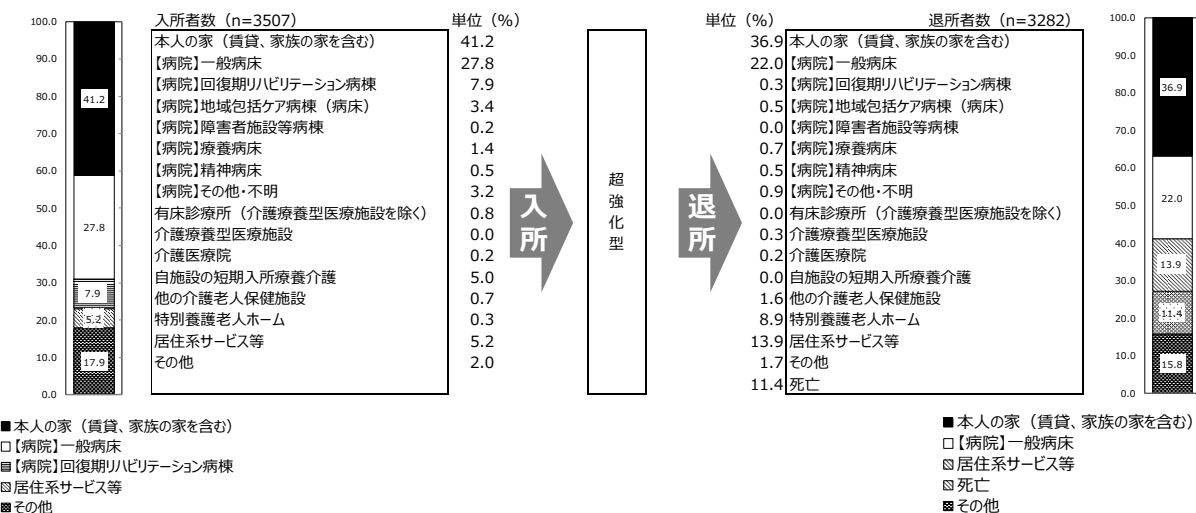 入所者数（n=3507） 単位（%）
本人の家（賃貸、家族の家を含む） 41.2
【病院】一般病床 27.8
【病院】回復期リハビリテーション病棟 7.9
【病院】地域包括ケア病棟（病床） 3.4
【病院】障害者施設等病棟 0.2
【病院】療養病床 1.4
【病院】精神病床 0.5
【病院】その他・不明 3.2
有床診療所（介護療養型医療施設を除く） 0.8
介護療養型医療施設 0.0
介護医療院 0.2
自施設の短期入所療養介護 5.0
他の介護老人保健施設 0.7
特別養護老人ホーム 0.3
居住系サービス等 5.2
その他 2.0
100.0
90.0
80.0
70.0
60.0
50.0
40.0
30.0
20.0
10.0
0.0
41.2
27.8
7.9
5.2
17.9
■本人の家（賃貸、家族の家を含む）
□【病院】一般病床
【病院】回復期リハビリテーション病棟
居住系サービス等
その他
入所
超強化型
退所
単位（%） 退所者数（n=3282）
36.9 本人の家（賃貸、家族の家を含む）
22.0 【病院】一般病床
0.3 【病院】回復期リハビリテーション病棟
0.5 【病院】地域包括ケア病棟（病床）
0.0 【病院】障害者施設等病棟
0.7 【病院】療養病床
0.5 【病院】精神病床
0.9 【病院】その他・不明
0.0 有床診療所（介護療養型医療施設を除く）
0.3 介護療養型医療施設
0.2 介護医療院
0.0 自施設の短期入所療養介護
1.6 他の介護老人保健施設
8.9 特別養護老人ホーム
13.9 居住系サービス等
1.7 その他
11.4 死亡
100.0
90.0
80.0
70.0
60.0
50.0
40.0
30.0
20.0
10.0
0.0
36.9
22.0
13.9
11.4
15.8
■本人の家（賃貸、家族の家を含む）
□【病院】一般病床
居住系サービス等
死亡
その他